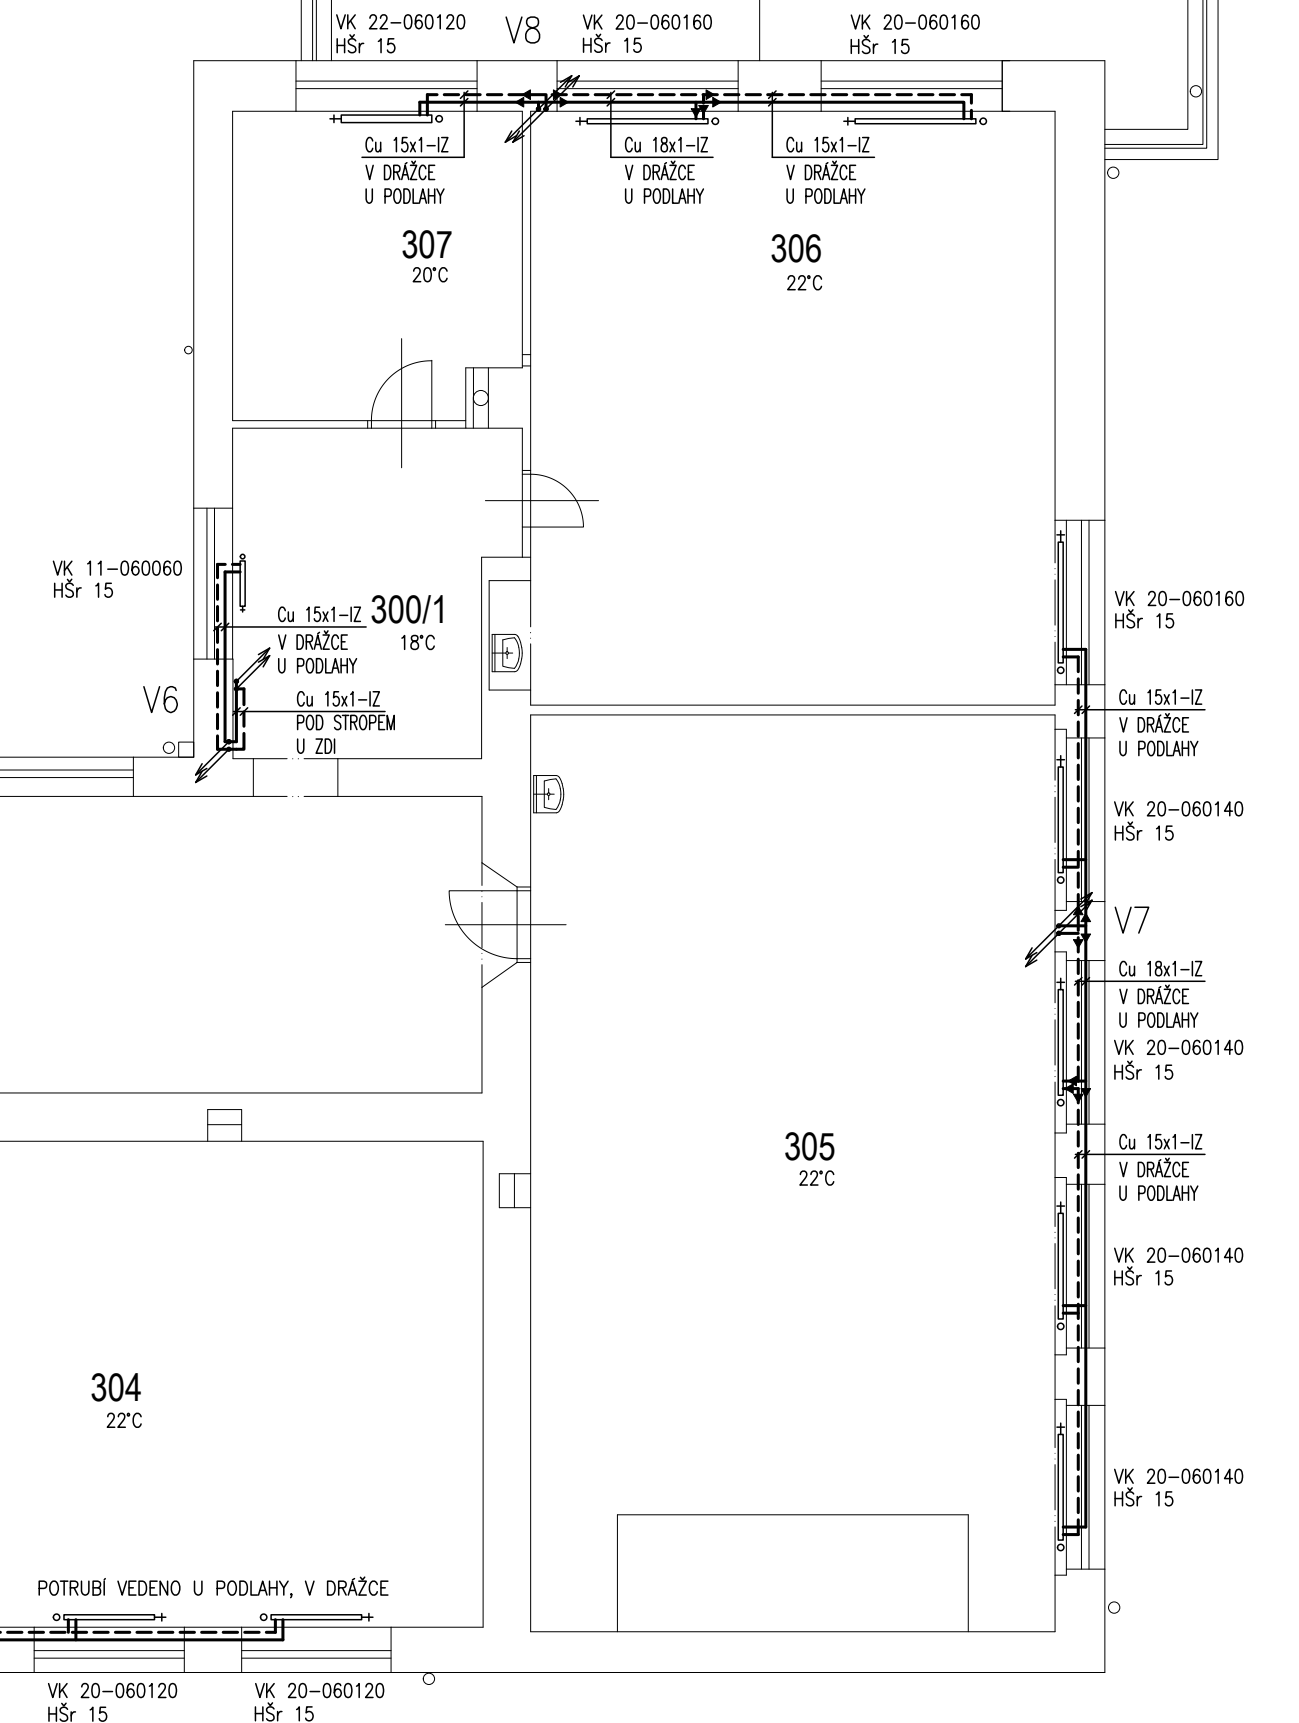 VK 22-060120
HŠr 15
V8
VK 20-060160
HŠr 15
VK 20-060160
HŠr 15
Cu 15x1-IZ
V DRÁŽCE
U PODLAHY
Cu 18x1-IZ
V DRÁŽCE
U PODLAHY
Cu 15x1-IZ
V DRÁŽCE
U PODLAHY
307
20°C
306
22°C
VK 11-060060
HŠr 15
Cu 15x1-IZ
V DRÁŽCE
U PODLAHY
300/1
18°C
VK 20-060160
HŠr 15
V6
Cu 15x1-IZ
POD STROPEM
U ZDI
Cu 15x1-IZ
V DRÁŽCE
U PODLAHY
VK 20-060140
HŠr 15
V7
Cu 18x1-IZ
V DRÁŽCE
U PODLAHY
VK 20-060140
HŠr 15
305
22°C
Cu 15x1-IZ
V DRÁŽCE
U PODLAHY
VK 20-060140
HŠr 15
304
22°C
VK 20-060140
HŠr 15
POTRUBÍ VEDENO U PODLAHY, V DRÁŽCE
VK 20-060120
HŠr 15
VK 20-060120
HŠr 15